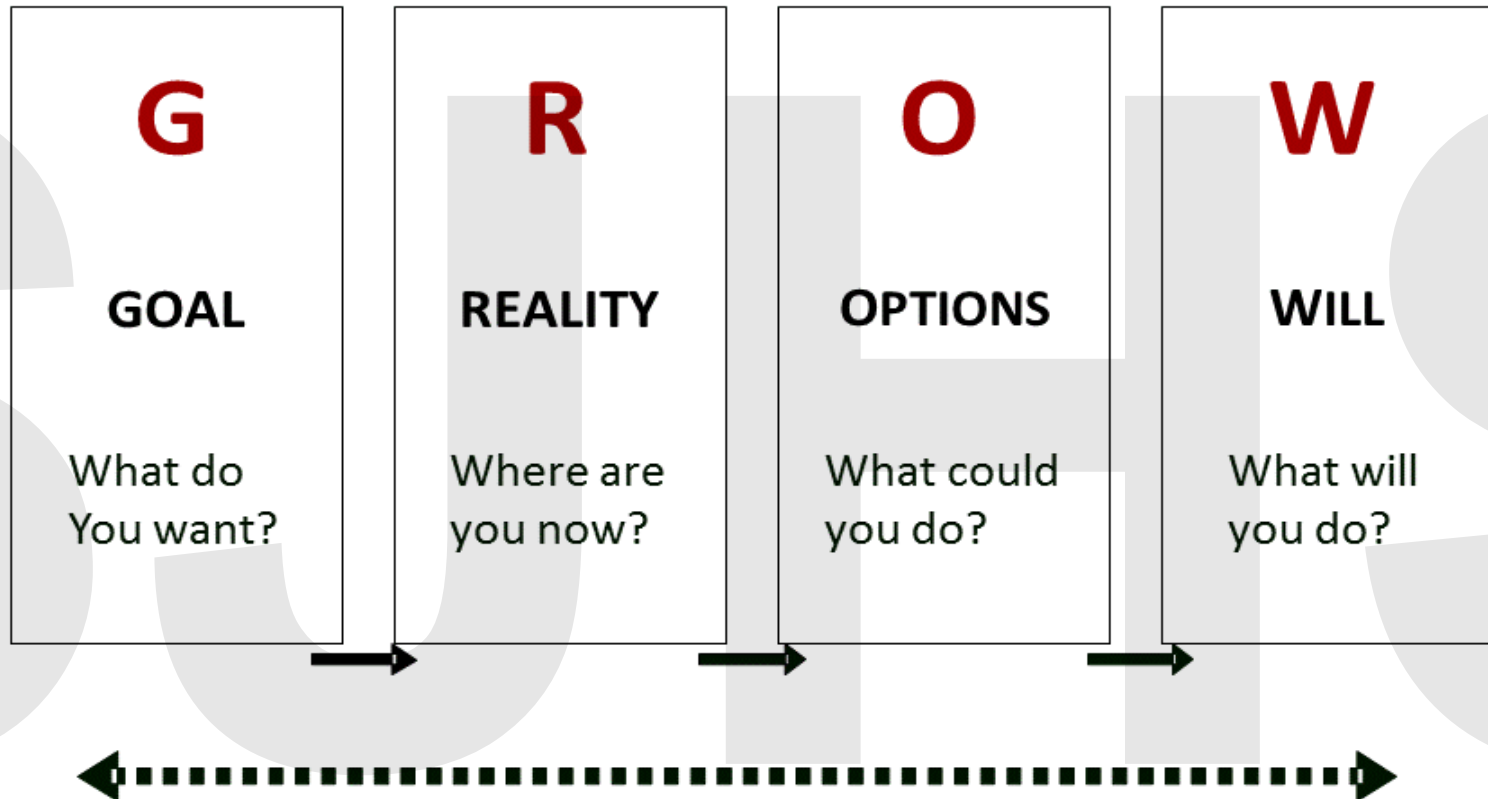 G
GOAL
What do
You want?
R
REALITY
Where are
you now?
O
OPTIONS
What could
you do?
W
WILL
What will
you do?